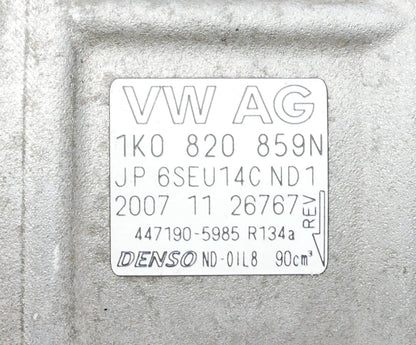 VW AG
1K0 820 859N
JP 6SEU14C ND1
2007 11 26767
REV
447190-5985 R134a
DENSO ND-OIL8 90cm³